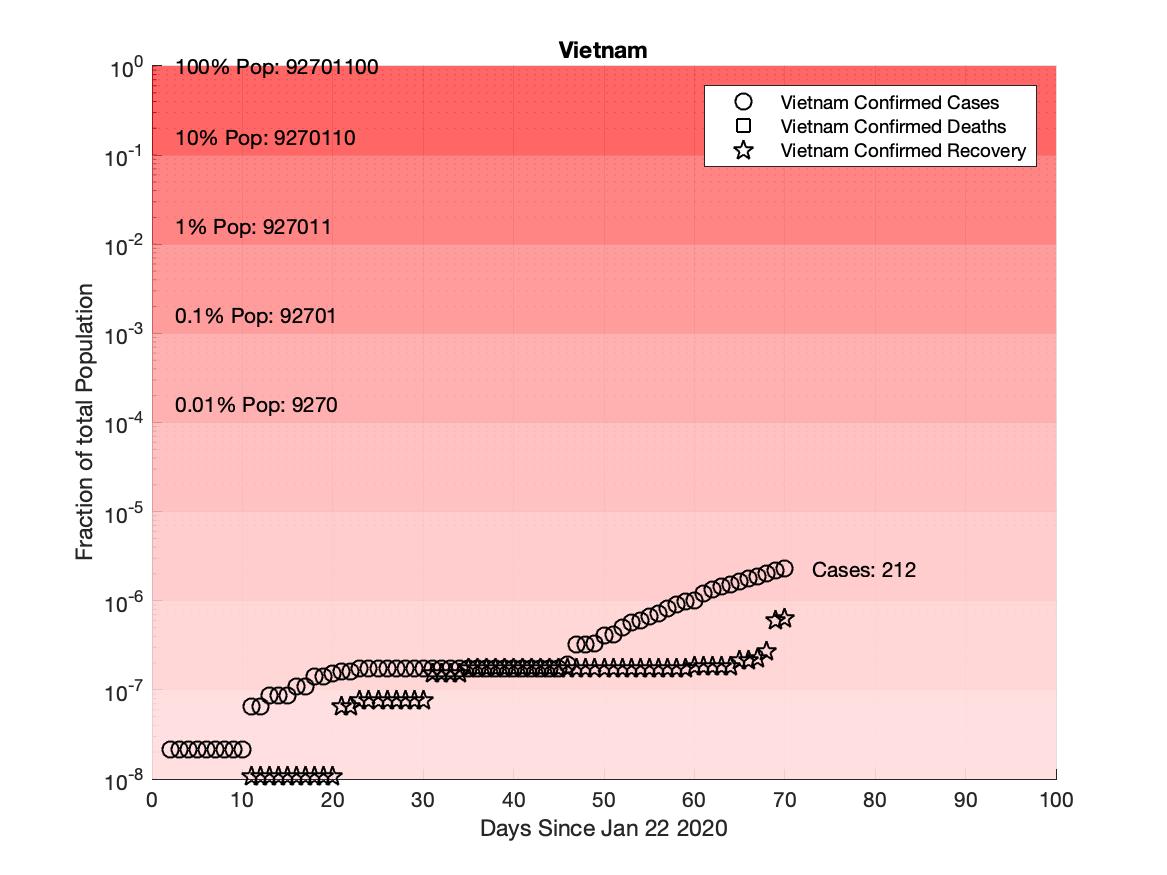 Vietnam
10^0
100% Pop: 92701100
Vietnam Confirmed Cases
Vietnam Confirmed Deaths
Vietnam Confirmed Recovery
10% Pop: 9270110
10^-1
1% Pop: 927011
10^-2
0.1% Pop: 92701
10^-3
0.01% Pop: 9270
10^-4
10^-5
Cases: 212
10^-6
10^-7
10^-8
Fraction of total Population
0 10 20 30 40 50 60 70 80 90 100
Days Since Jan 22 2020